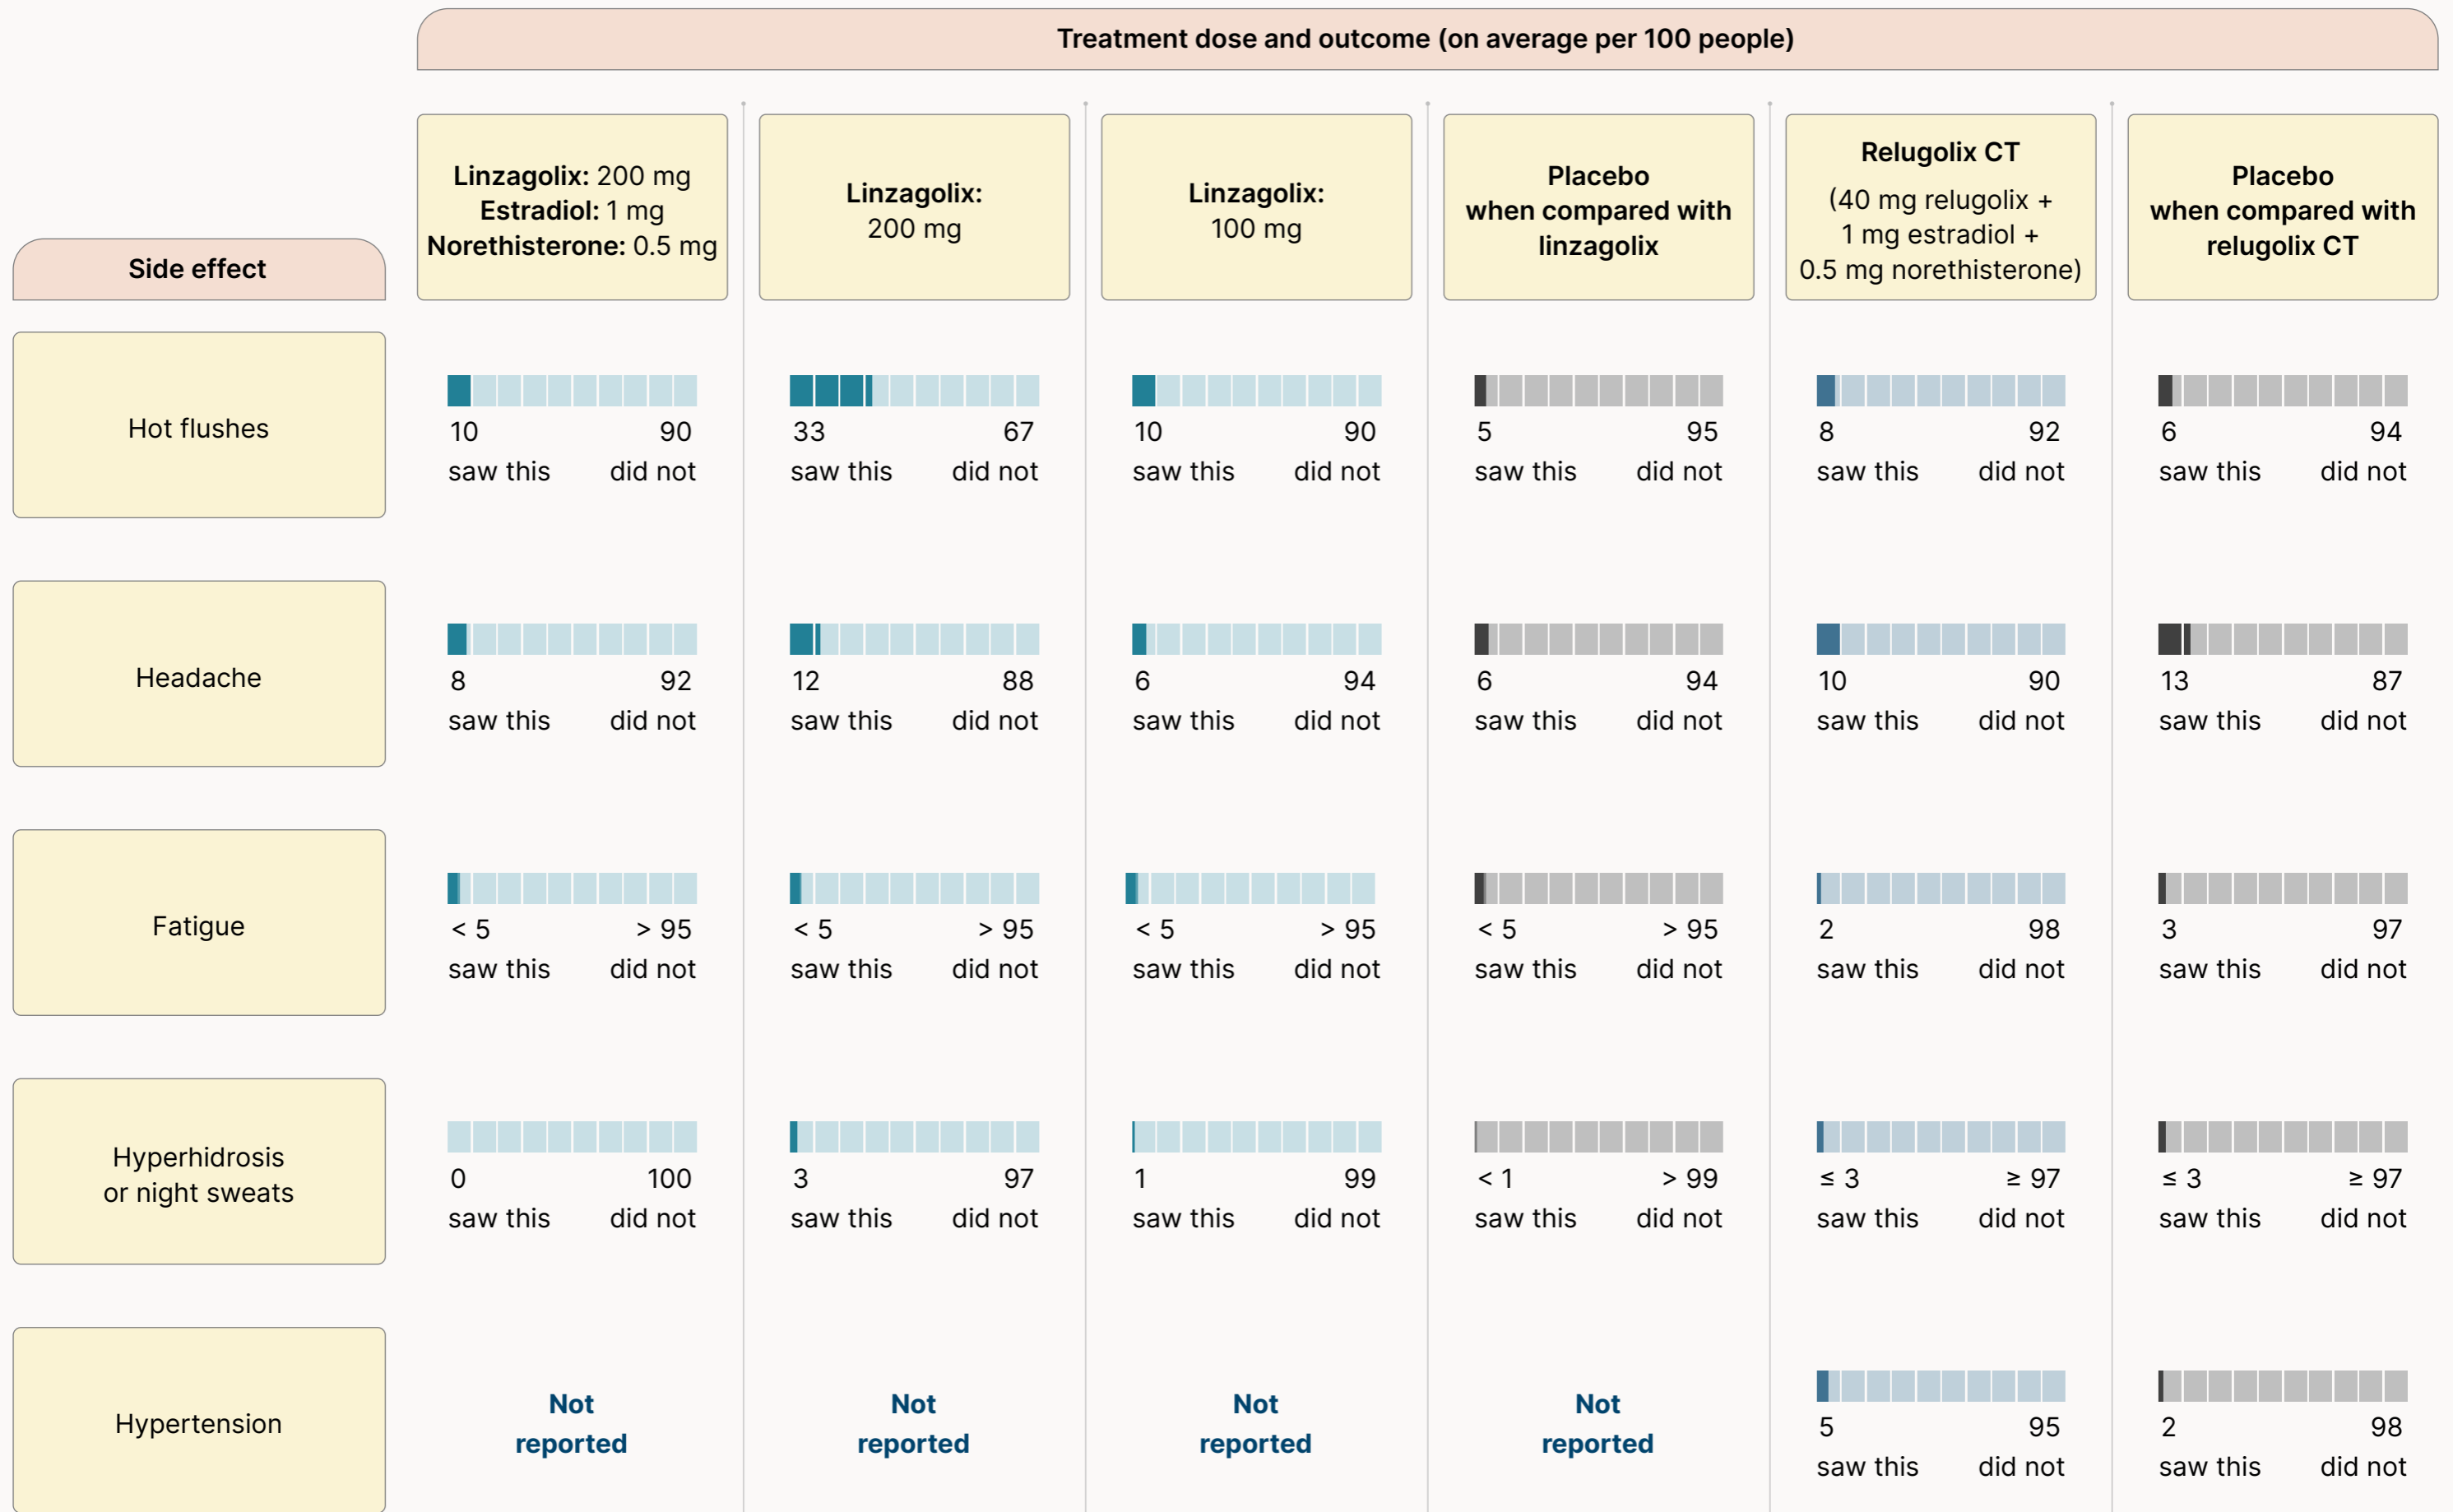 Treatment dose and outcome (on average per 100 people)
Side effect
Linzagolix: 200 mg
Estradiol: 1 mg
Norethisterone: 0.5 mg
Linzagolix:
200 mg
Linzagolix:
100 mg
Placebo
when compared with
linzagolix
Relugolix CT
(40 mg relugolix +
1 mg estradiol +
0.5 mg norethisterone)
Placebo
when compared with
relugolix CT
Hot flushes
10 90 33 67 10 90 5 95 8 92 6 94
saw this did not saw this did not saw this did not saw this did not saw this did not saw this did not
Headache
8 92 12 88 6 94 6 94 10 90 13 87
saw this did not saw this did not saw this did not saw this did not saw this did not saw this did not
Fatigue
< 5 > 95 < 5 > 95 < 5 > 95 < 5 > 95 2 98 3 97
saw this did not saw this did not saw this did not saw this did not saw this did not saw this did not
Hyperhidrosis
or night sweats
0 100 3 97 1 99 < 1 > 99 ≤ 3 ≥ 97 ≤ 3 ≥ 97
saw this did not saw this did not saw this did not saw this did not saw this did not saw this did not
Hypertension
Not
reported
Not
reported
Not
reported
Not
reported
5 95 2 98
saw this did not saw this did not